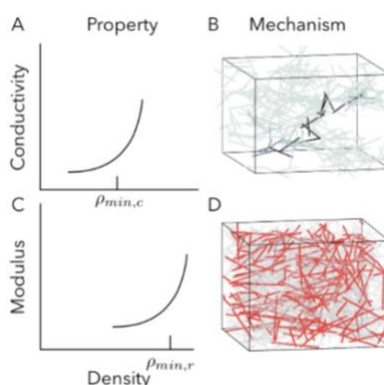 A Property B Mechanism
Conductivity
ρmin,c
C D
Modulus
ρmin,r
Density